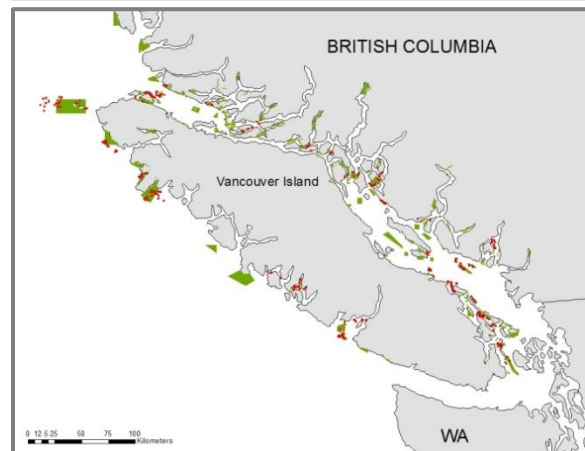 BRITISH COLUMBIA
Vancouver Island
WA
0 12.5 25 50 75 100
Kilometers